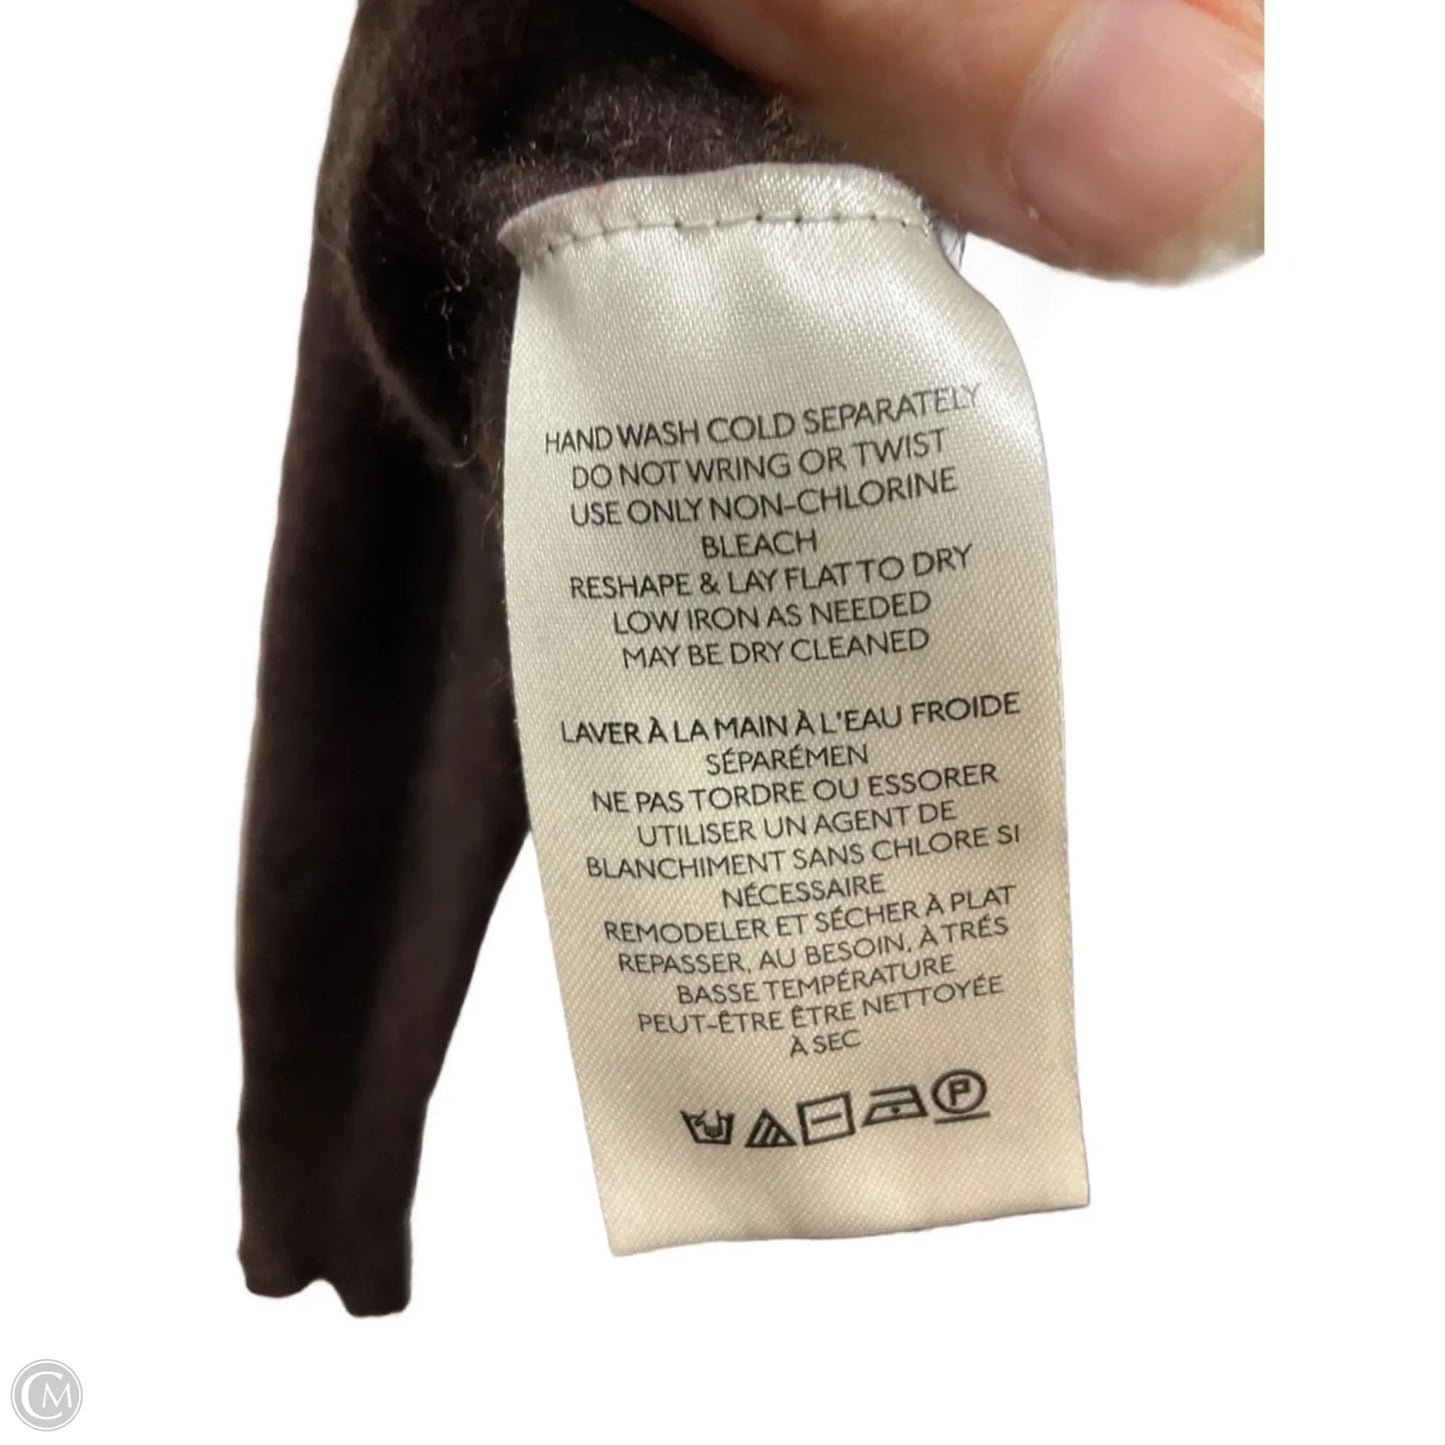 HAND WASH COLD SEPARATELY
DO NOT WRING OR TWIST
USE ONLY NON-CHLORINE
BLEACH
RESHAPE & LAY FLAT TO DRY
LOW IRON AS NEEDED
MAY BE DRY CLEANED
LAVER À LA MAIN À L'EAU FROIDE
SÉPARÉMEN
NE PAS TORDRE OU ESSORER
UTILISER UN AGENT DE
BLANCHIMENT SANS CHLORE SI
NÉCESSAIRE
REMODELER ET SÉCHER À PLAT
REPASSER, AU BESOIN, À TRÉS
BASSE TEMPÉRATURE
PEUT-ÊTRE ÊTRE NETTOYÉE
À SEC
P
CM